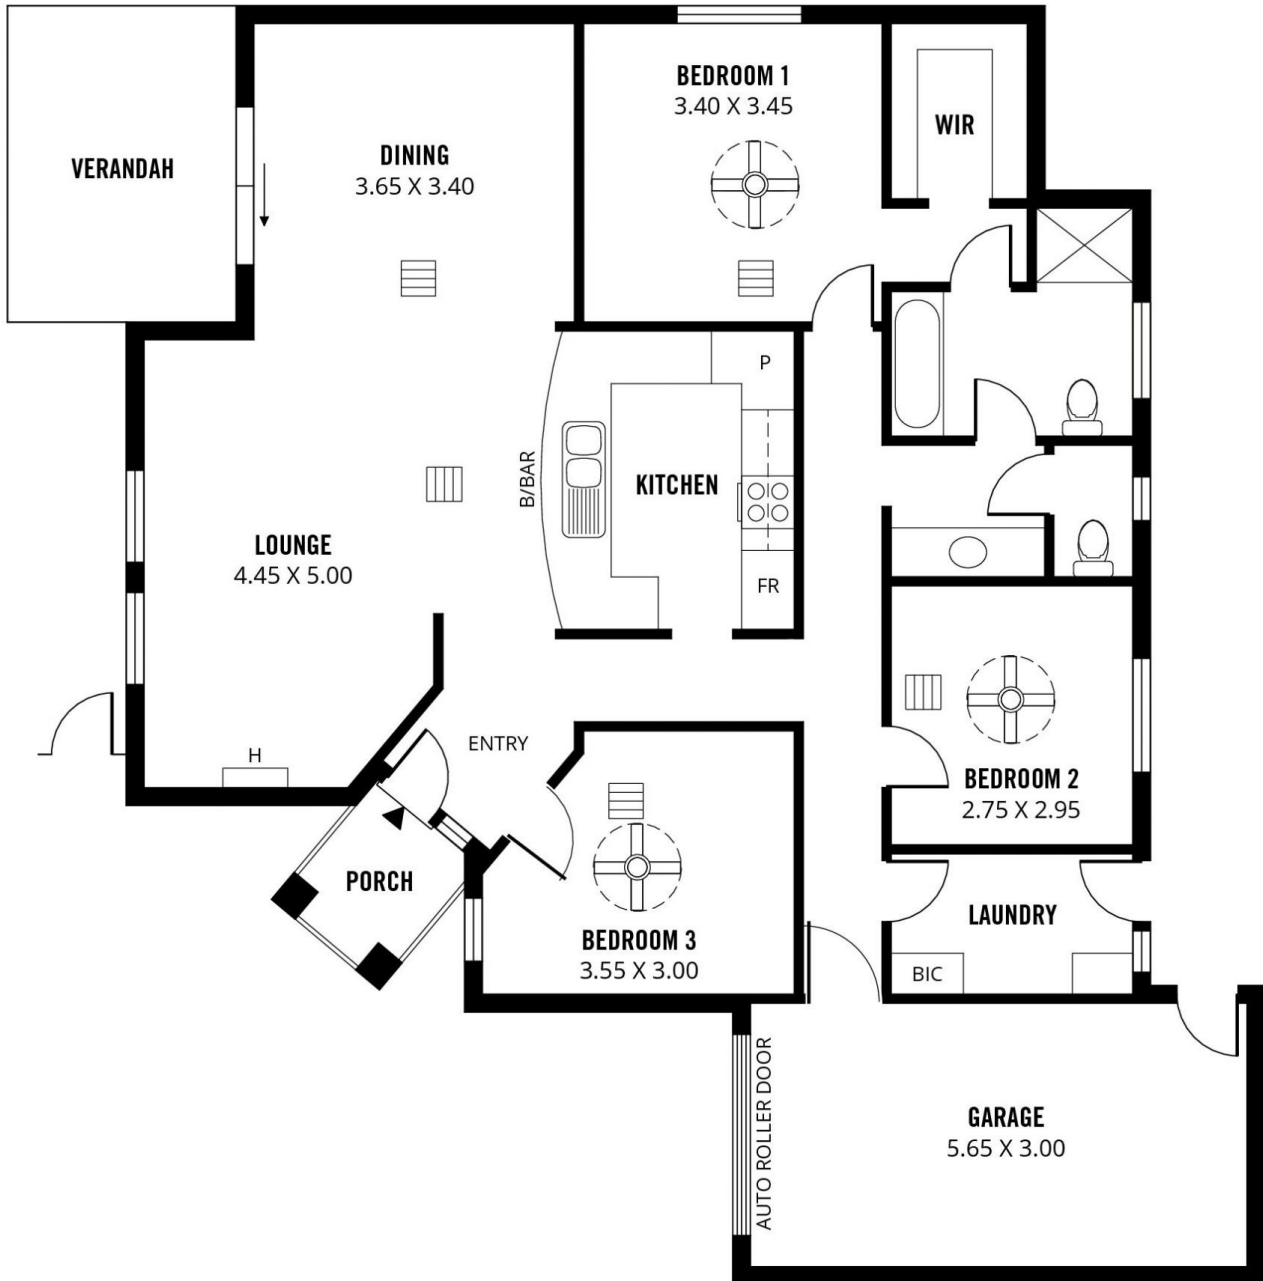 VERANDAH
DINING
3.65 X 3.40
BEDROOM 1
3.40 X 3.45
WIR
P
B/BAR
KITCHEN
LOUNGE
4.45 X 5.00
FR
H
ENTRY
BEDROOM 2
2.75 X 2.95
PORCH
BEDROOM 3
3.55 X 3.00
LAUNDRY
BIC
AUTO ROLLER DOOR
GARAGE
5.65 X 3.00